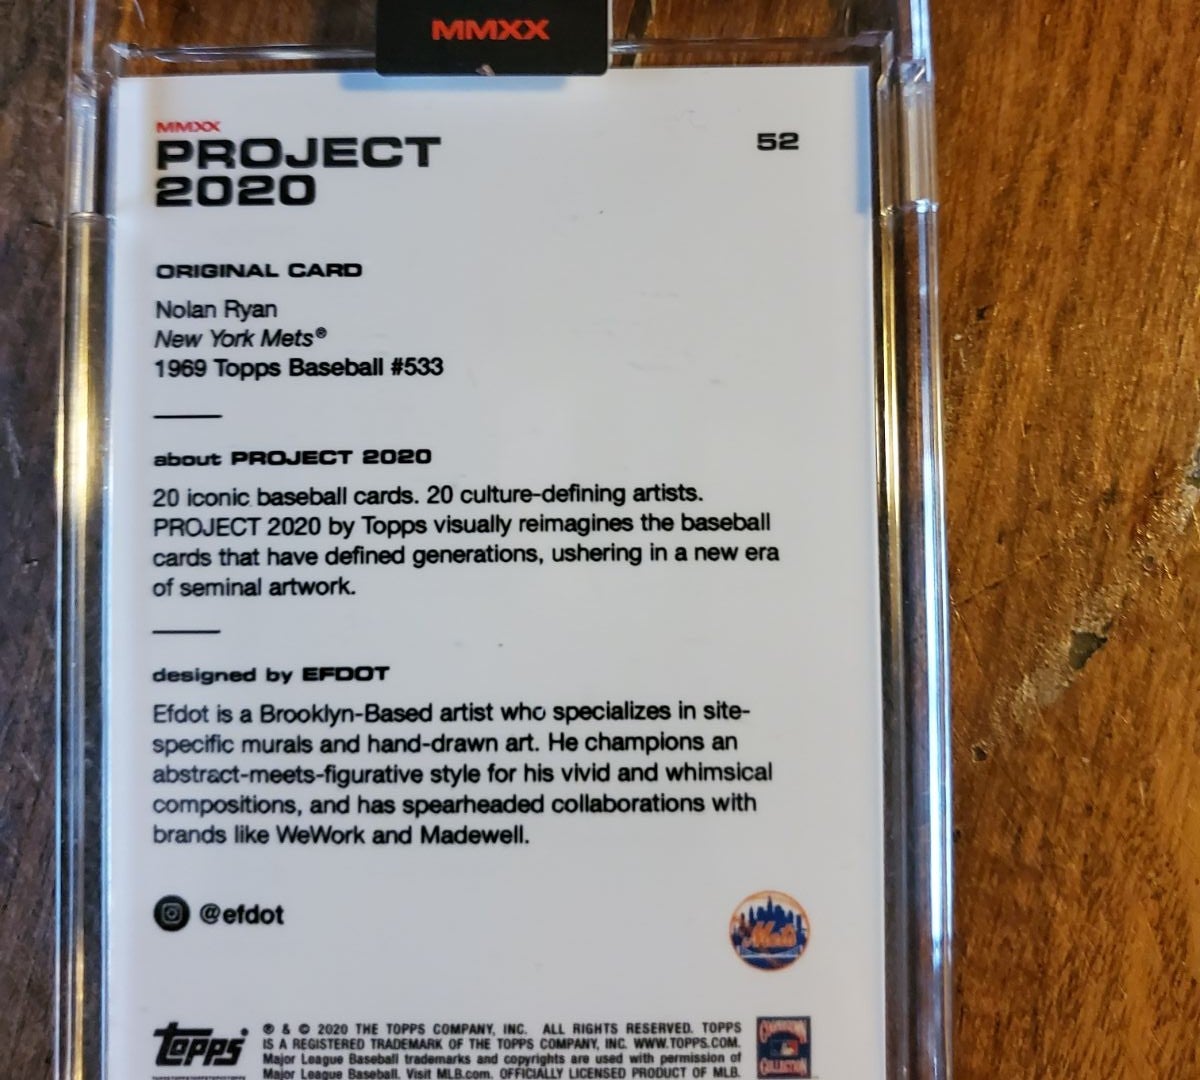 MMXX
MMXX
PROJECT
2020
52
ORIGINAL CARD
Nolan Ryan
New York Mets®
1969 Topps Baseball #533
about PROJECT 2020
20 iconic baseball cards. 20 culture-defining artists.
PROJECT 2020 by Topps visually reimagines the baseball
cards that have defined generations, ushering in a new era
of seminal artwork.
designed by EFDOT
Efdot is a Brooklyn-Based artist who specializes in site-
specific murals and hand-drawn art. He champions an
abstract-meets-figurative style for his vivid and whimsical
compositions, and has spearheaded collaborations with
brands like WeWork and Madewell.
@efdot
Mets
topps
® & © 2020 THE TOPPS COMPANY, INC. ALL RIGHTS RESERVED. TOPPS
IS A REGISTERED TRADEMARK OF THE TOPPS COMPANY, INC. WWW.TOPPS.COM.
Major League Baseball trademarks and copyrights are used with permission of
Major League Baseball. Visit MLB.com. OFFICIALLY LICENSED PRODUCT OF MLB.